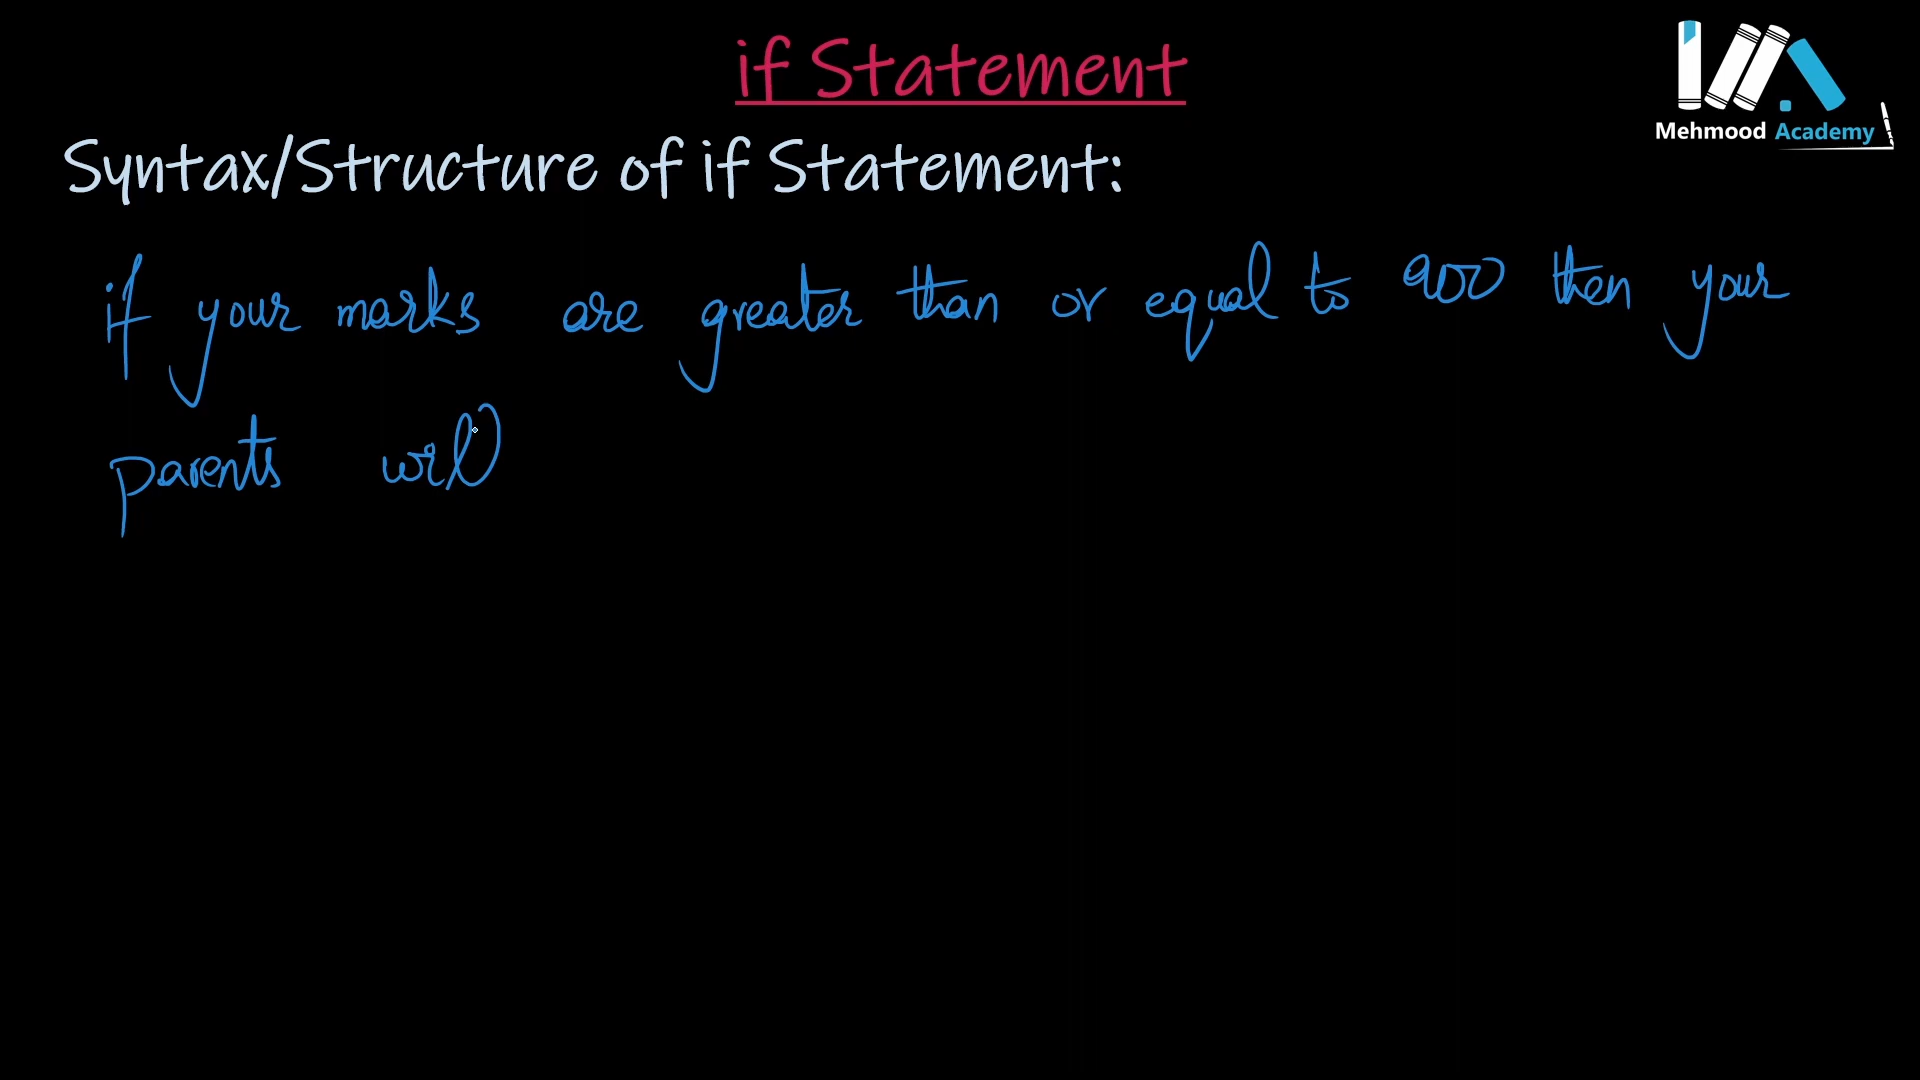 if Statement
Mehmood Academy
Syntax/Structure of if Statement:
if your marks are greater than or equal to 900 then your
parents will